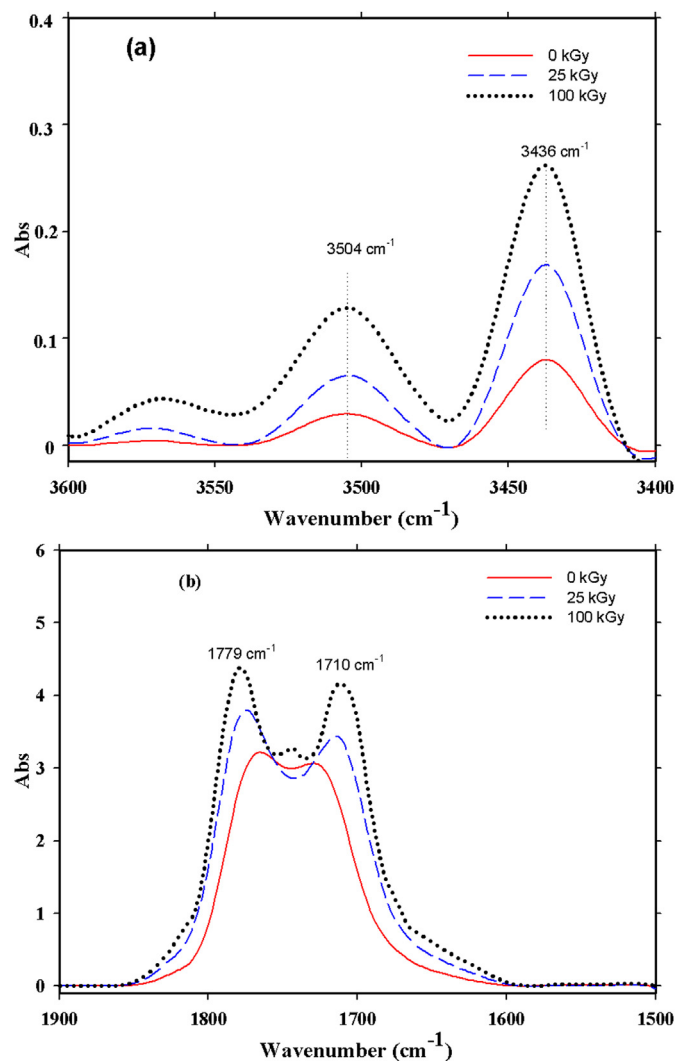 (a)
0 kGy
25 kGy
100 kGy
3436 cm-1
3504 cm-1
0.4
0.3
0.2
0.1
0
Abs
3600
3550
3500
3450
3400
Wavenumber (cm-1)
(b)
0 kGy
25 kGy
100 kGy
1779 cm-1
1710 cm-1
6
5
4
3
2
1
0
Abs
1900
1800
1700
1600
1500
Wavenumber (cm-1)